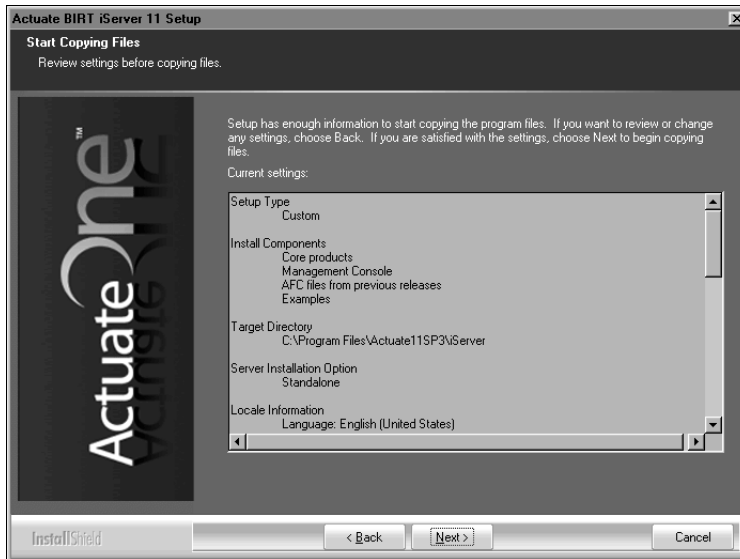 Actuate BIRT iServer 11 Setup
Start Copying Files
Review settings before copying files.
ActuateOne™
Setup has enough information to start copying the program files. If you want to review or change
any settings, choose Back. If you are satisfied with the settings, choose Next to begin copying
files.
Current settings:
Setup Type
Custom
Install Components
Core products
Management Console
AFC files from previous releases
Examples
Target Directory
C:\Program Files\Actuate11SP3\iServer
Server Installation Option
Standalone
Locale Information
Language: English (United States)
InstallShield
< Back
Next >
Cancel